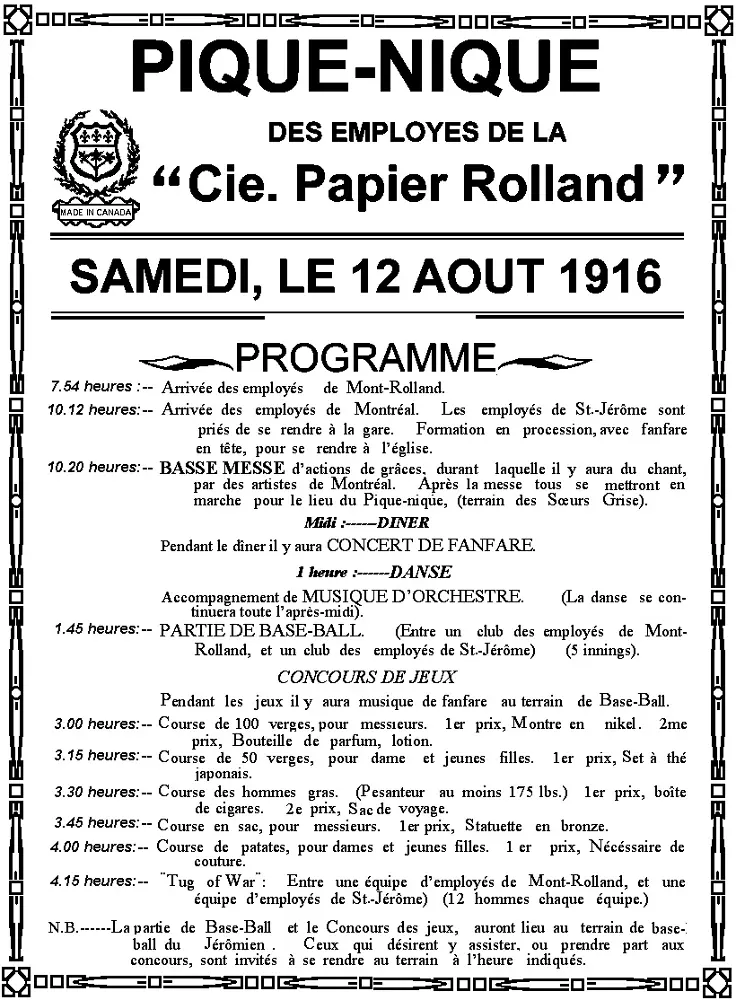 PIQUE-NIQUE
DES EMPLOYES DE LA
“Cie. Papier Rolland”
MADE IN CANADA
SAMEDI, LE 12 AOUT 1916
PROGRAMME
7.54 heures :-- Arrivée des employés de Mont-Rolland.
10.12 heures:-- Arrivée des employés de Montréal. Les employés de St.-Jérôme sont
priés de se rendre à la gare. Formation en procession, avec fanfare
en tête, pour se rendre à l'église.
10.20 heures:-- BASSE MESSE d'actions de grâces, durant laquelle il y aura du chant,
par des artistes de Montréal. Après la messe tous se mettront en
marche pour le lieu du Pique-nique, (terrain des Sœurs Grise).
Midi :------DINER
Pendant le dîner il y aura CONCERT DE FANFARE.
1 heure :------DANSE
Accompagnement de MUSIQUE D'ORCHESTRE. (La danse se con-
tinuera toute l'après-midi).
1.45 heures:-- PARTIE DE BASE-BALL. (Entre un club des employés de Mont-
Rolland, et un club des employés de St.-Jérôme) (5 innings).
CONCOURS DE JEUX
Pendant les jeux il y aura musique de fanfare au terrain de Base-Ball.
3.00 heures:-- Course de 100 verges, pour messieurs. 1er prix, Montre en nikel. 2me
prix, Bouteille de parfum, lotion.
3.15 heures:-- Course de 50 verges, pour dame et jeunes filles. 1er prix, Set à thé
japonais.
3.30 heures:-- Course des hommes gras. (Pesanteur au moins 175 lbs.) 1er prix, boîte
de cigares. 2e prix, Sac de voyage.
3.45 heures:-- Course en sac, pour messieurs. 1er prix, Statuette en bronze.
4.00 heures:-- Course de patates, pour dames et jeunes filles. 1 er prix, Nécéssaire de
couture.
4.15 heures:-- "Tug of War": Entre une équipe d'employés de Mont-Rolland, et une
équipe d'employés de St.-Jérôme) (12 hommes chaque équipe.)
N.B.------La partie de Base-Ball et le Concours des jeux, auront lieu au terrain de base-
ball du Jérômien. Ceux qui désirent y assister, ou prendre part aux
concours, sont invités à se rendre au terrain à l'heure indiqués.